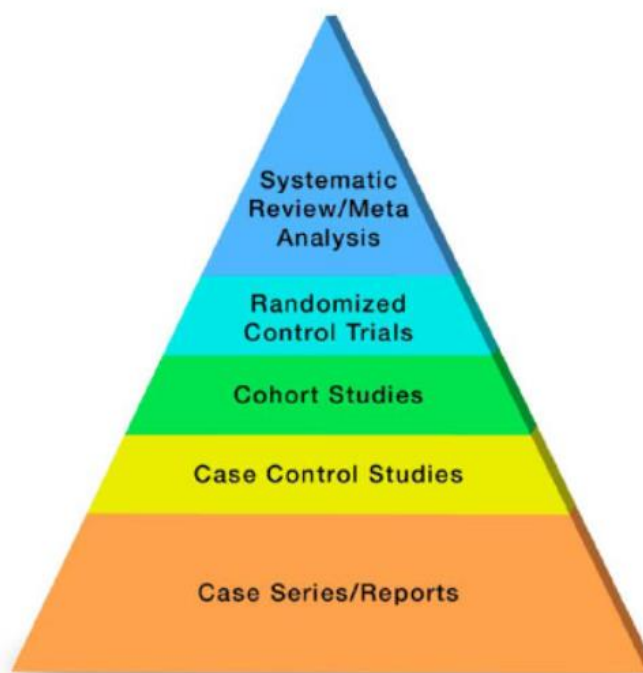 Systematic
Review/Meta
Analysis
Randomized
Control Trials
Cohort Studies
Case Control Studies
Case Series/Reports